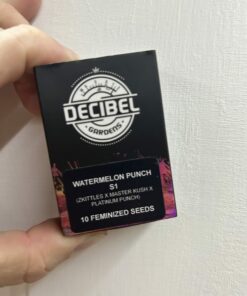 DECIBEL
GARDENS
WATERMELON PUNCH
S1
(ZKITTLES X MASTER KUSH X
PLATINUM PUNCH)
10 FEMINIZED SEEDS